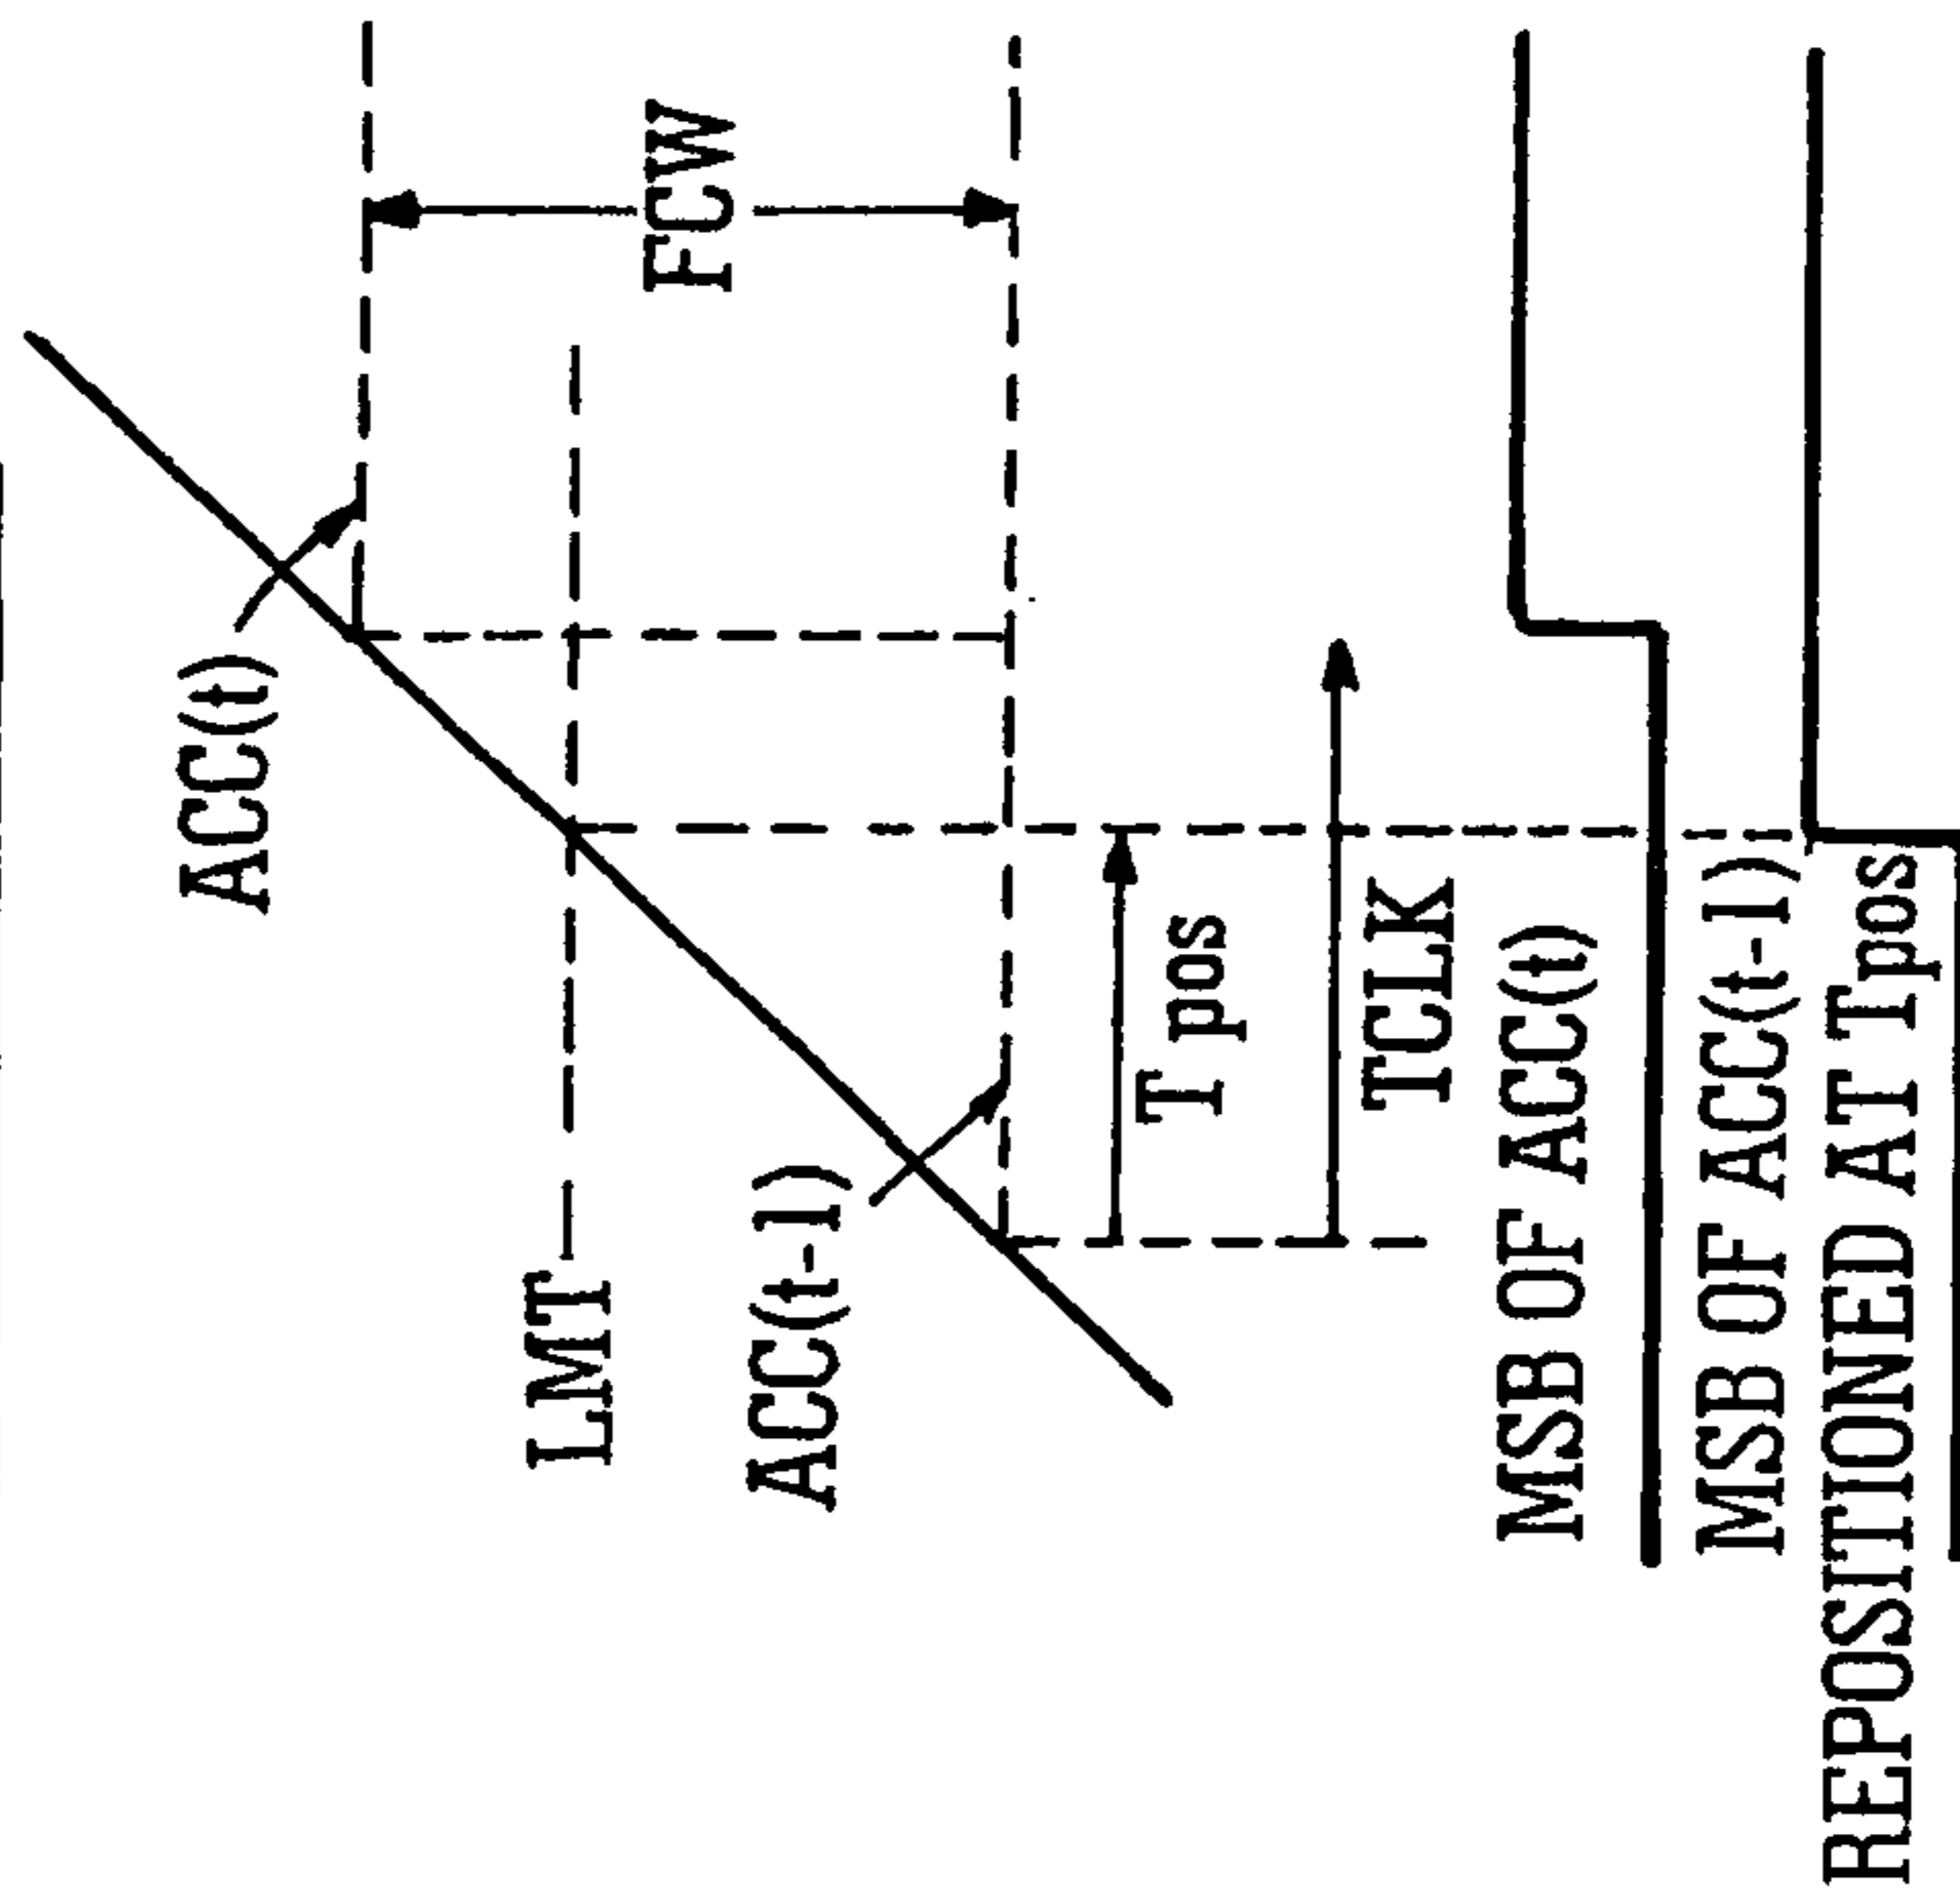 ACC(t)
FCW
LMT
ACC(t-1)
T pos
TCLK
MSB OF ACC(t)
MSB OF ACC(t-1)
REPOSITIONED AT Tpos